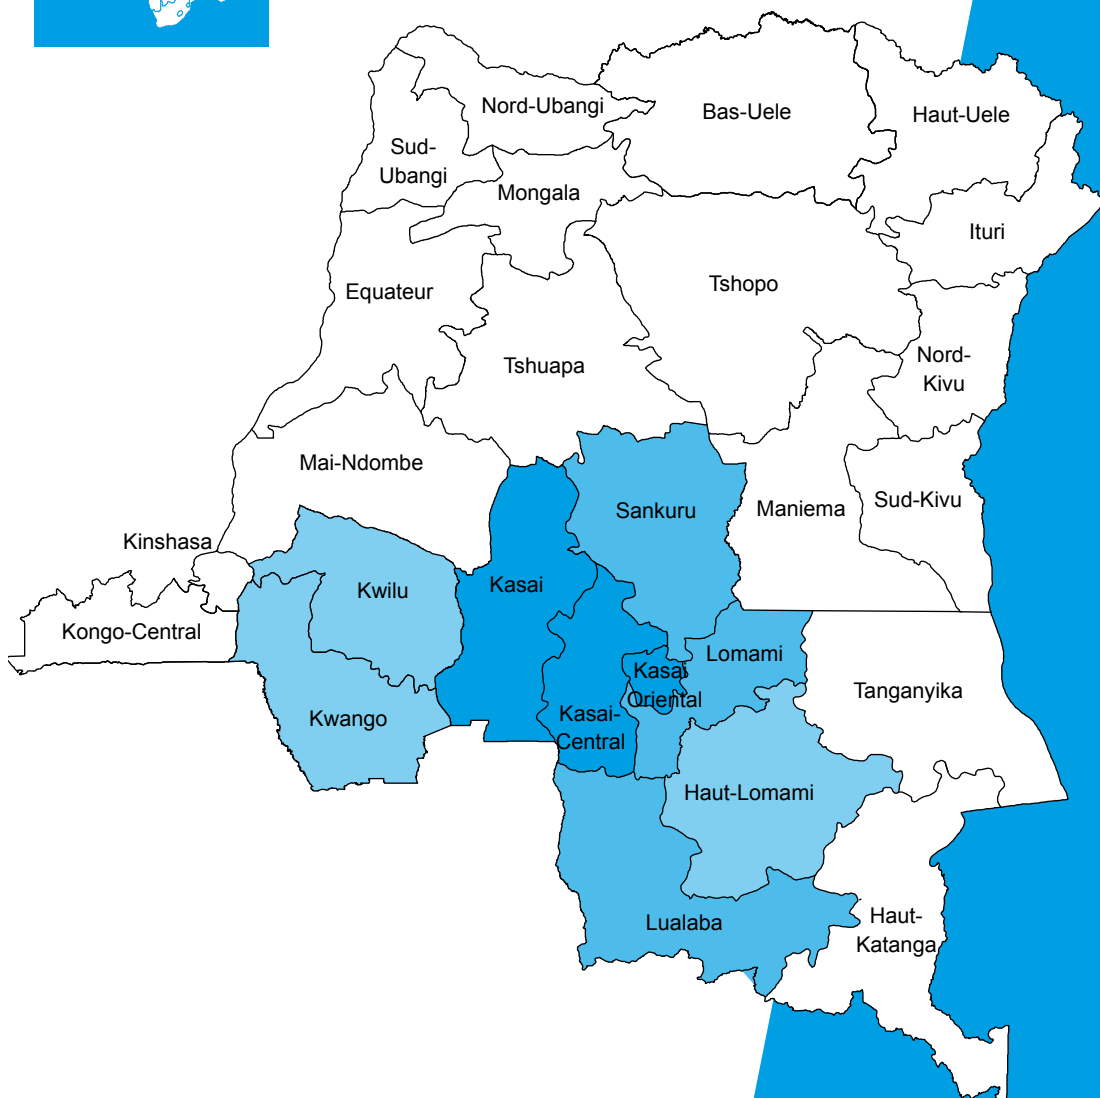 Nord-Ubangi
Bas-Uele
Haut-Uele
Sud-
Ubangi
Mongala
Ituri
Equateur
Tshopo
Tshuapa
Nord-
Kivu
Mai-Ndombe
Sankuru
Maniema
Sud-Kivu
Kinshasa
Kwilu
Kasai
Kongo-Central
Lomami
Kasai
Oriental
Tanganyika
Kwango
Kasai-
Central
Haut-Lomami
Lualaba
Haut-
Katanga